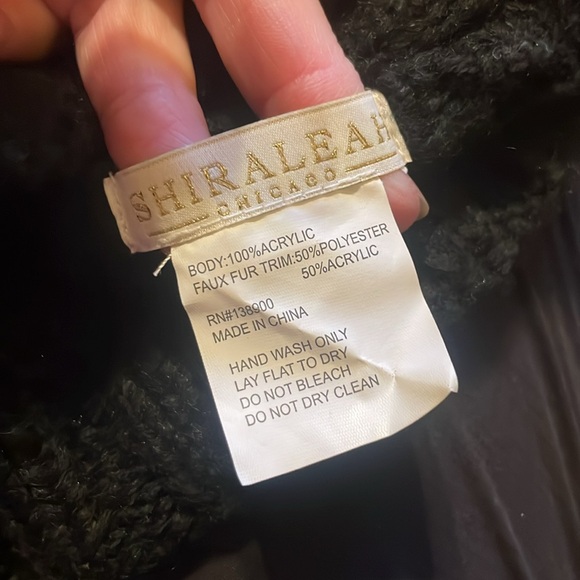 SHIRALEAH
CHICAGO
BODY:100%ACRYLIC
FAUX FUR TRIM:50%POLYESTER
50%ACRYLIC
RN#138900
MADE IN CHINA
HAND WASH ONLY
LAY FLAT TO DRY
DO NOT BLEACH
DO NOT DRY CLEAN